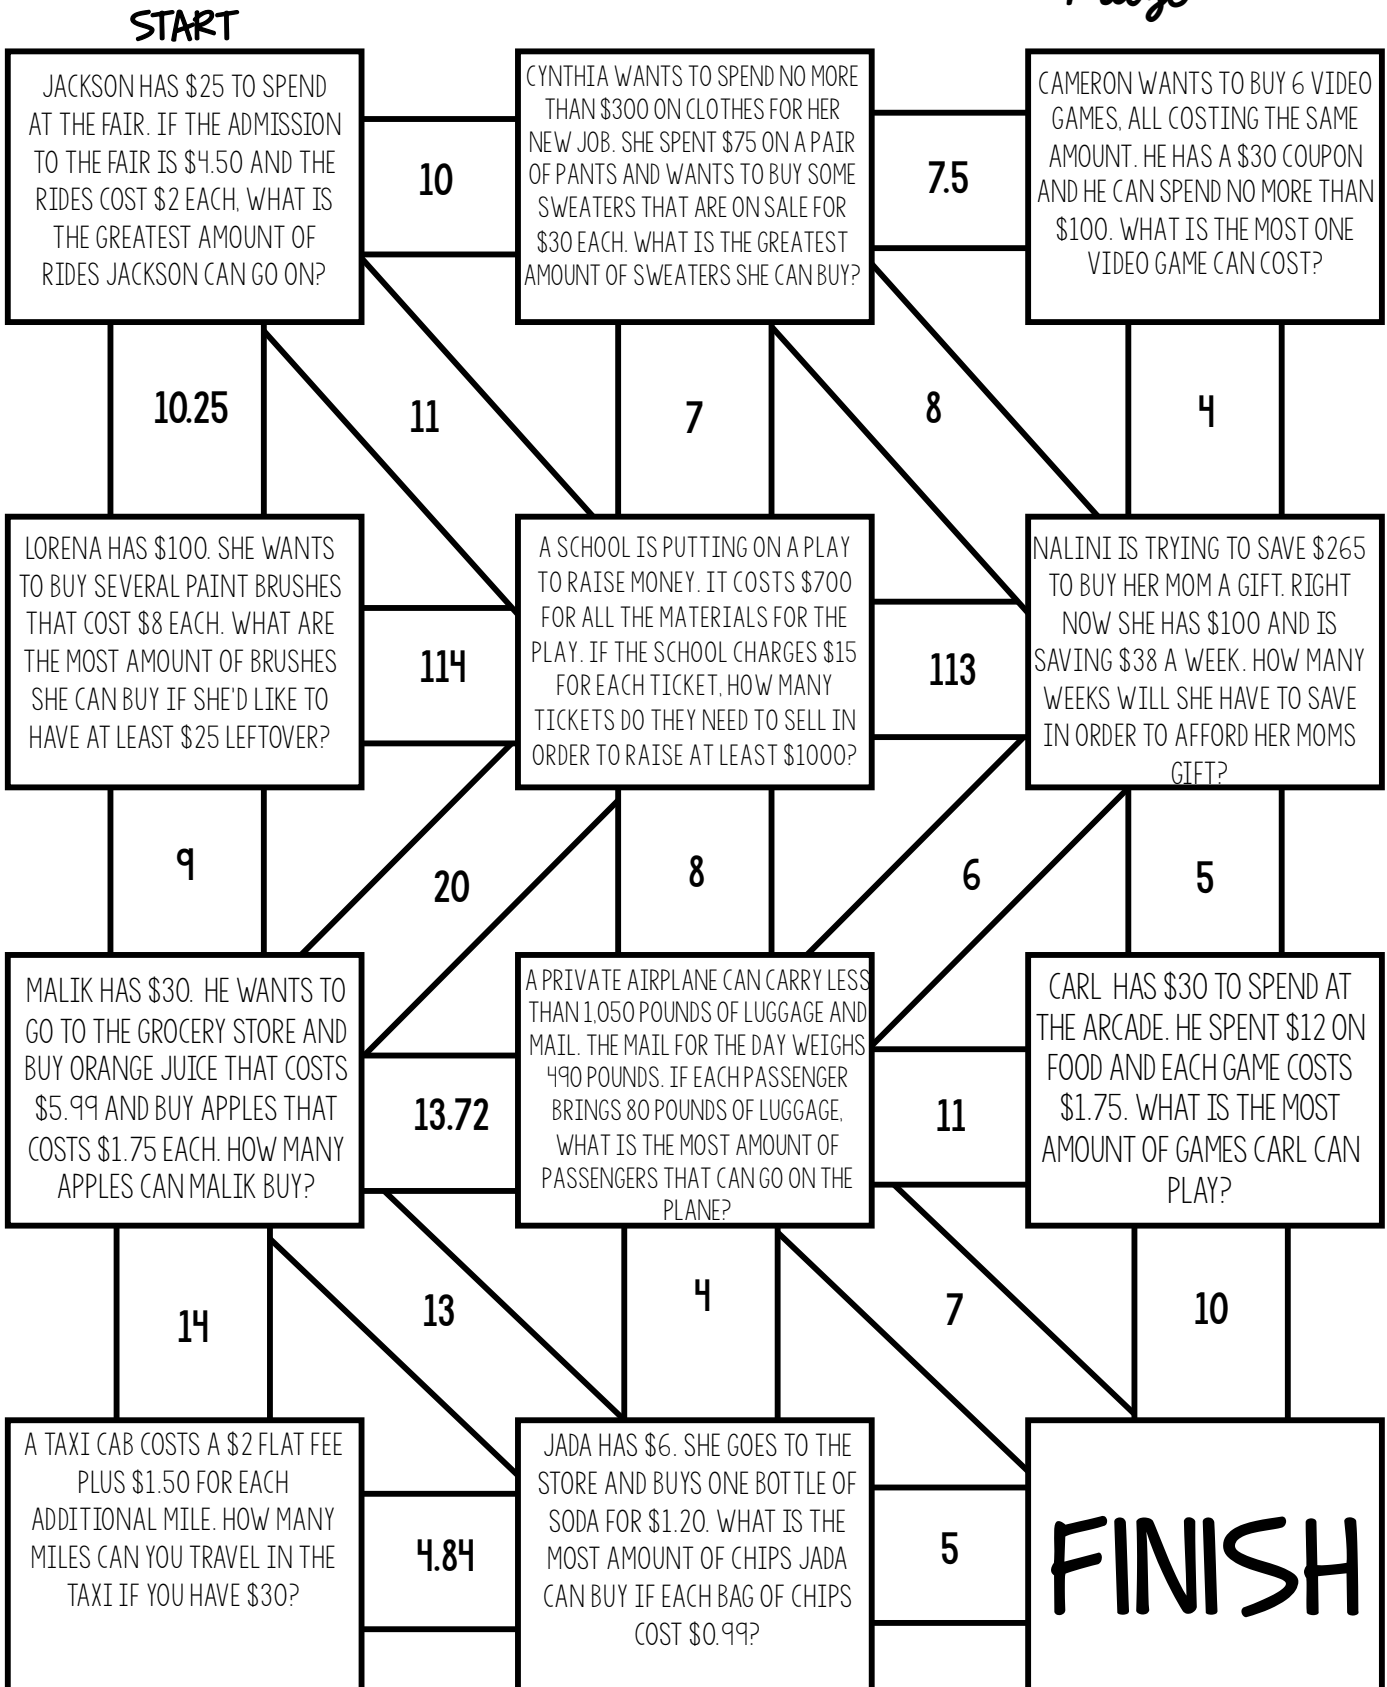 START
JACKSON HAS $25 TO SPEND
AT THE FAIR. IF THE ADMISSION
TO THE FAIR IS $4.50 AND THE
RIDES COST $2 EACH, WHAT IS
THE GREATEST AMOUNT OF
RIDES JACKSON CAN GO ON?
10
CYNTHIA WANTS TO SPEND NO MORE
THAN $300 ON CLOTHES FOR HER
NEW JOB. SHE SPENT $75 ON A PAIR
OF PANTS AND WANTS TO BUY SOME
SWEATERS THAT ARE ON SALE FOR
$30 EACH. WHAT IS THE GREATEST
AMOUNT OF SWEATERS SHE CAN BUY?
7.5
CAMERON WANTS TO BUY 6 VIDEO
GAMES, ALL COSTING THE SAME
AMOUNT. HE HAS A $30 COUPON
AND HE CAN SPEND NO MORE THAN
$100. WHAT IS THE MOST ONE
VIDEO GAME CAN COST?
10.25
11
7
8
4
LORENA HAS $100. SHE WANTS
TO BUY SEVERAL PAINT BRUSHES
THAT COST $8 EACH. WHAT ARE
THE MOST AMOUNT OF BRUSHES
SHE CAN BUY IF SHE'D LIKE TO
HAVE AT LEAST $25 LEFTOVER?
114
A SCHOOL IS PUTTING ON A PLAY
TO RAISE MONEY. IT COSTS $700
FOR ALL THE MATERIALS FOR THE
PLAY. IF THE SCHOOL CHARGES $15
FOR EACH TICKET, HOW MANY
TICKETS DO THEY NEED TO SELL IN
ORDER TO RAISE AT LEAST $1000?
113
NALINI IS TRYING TO SAVE $265
TO BUY HER MOM A GIFT. RIGHT
NOW SHE HAS $100 AND IS
SAVING $38 A WEEK. HOW MANY
WEEKS WILL SHE HAVE TO SAVE
IN ORDER TO AFFORD HER MOMS
GIFT?
9
20
8
6
5
MALIK HAS $30. HE WANTS TO
GO TO THE GROCERY STORE AND
BUY ORANGE JUICE THAT COSTS
$5.99 AND BUY APPLES THAT
COSTS $1.75 EACH. HOW MANY
APPLES CAN MALIK BUY?
13.72
A PRIVATE AIRPLANE CAN CARRY LESS
THAN 1,050 POUNDS OF LUGGAGE AND
MAIL. THE MAIL FOR THE DAY WEIGHS
490 POUNDS. IF EACH PASSENGER
BRINGS 80 POUNDS OF LUGGAGE,
WHAT IS THE MOST AMOUNT OF
PASSENGERS THAT CAN GO ON THE
PLANE?
11
CARL HAS $30 TO SPEND AT
THE ARCADE. HE SPENT $12 ON
FOOD AND EACH GAME COSTS
$1.75. WHAT IS THE MOST
AMOUNT OF GAMES CARL CAN
PLAY?
14
13
4
7
10
A TAXI CAB COSTS A $2 FLAT FEE
PLUS $1.50 FOR EACH
ADDITIONAL MILE. HOW MANY
MILES CAN YOU TRAVEL IN THE
TAXI IF YOU HAVE $30?
4.84
JADA HAS $6. SHE GOES TO THE
STORE AND BUYS ONE BOTTLE OF
SODA FOR $1.20. WHAT IS THE
MOST AMOUNT OF CHIPS JADA
CAN BUY IF EACH BAG OF CHIPS
COST $0.99?
5
FINISH